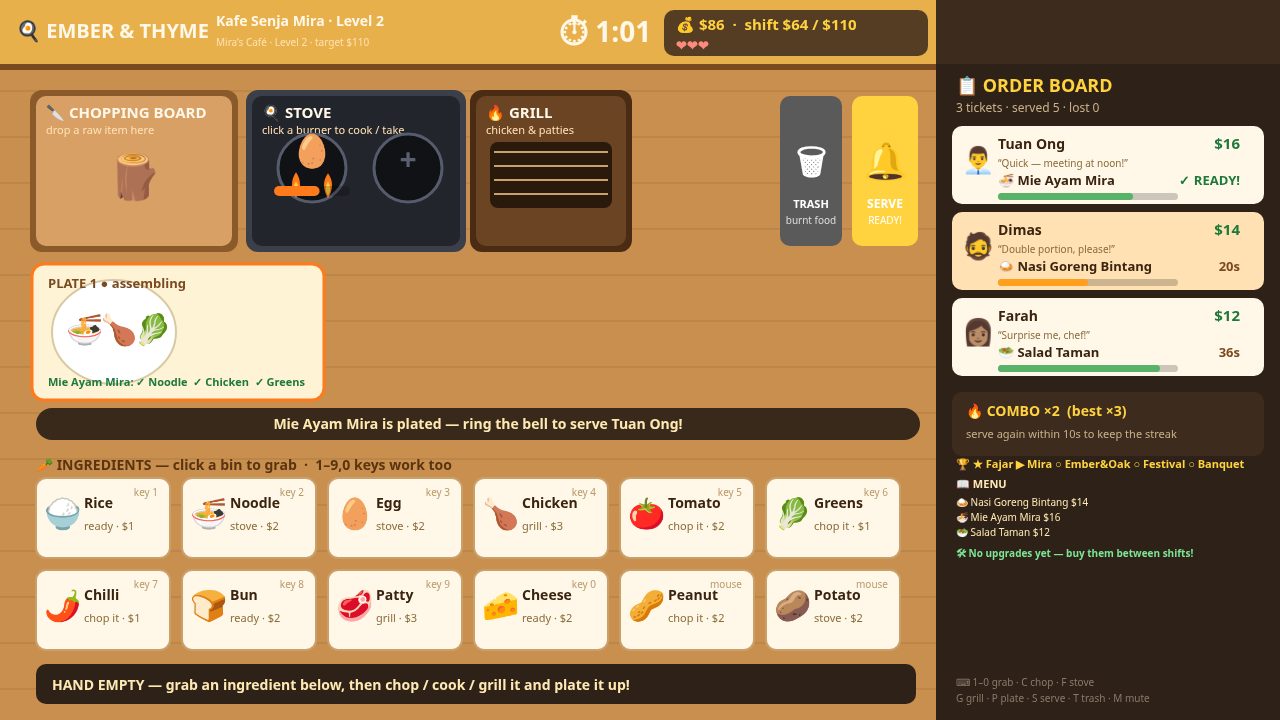 🍳 EMBER & THYME
Kafe Senja Mira · Level 2
Mira's Café · Level 2 · target $110
⏱ 1:01
💰 $86 · shift $64 / $110
❤❤❤
🔪 CHOPPING BOARD
drop a raw item here
🍳 STOVE
click a burner to cook / take
+
🔥 GRILL
chicken & patties
TRASH
burnt food
SERVE
READY!
PLATE 1 ● assembling
Mie Ayam Mira: ✓ Noodle ✓ Chicken ✓ Greens
Mie Ayam Mira is plated — ring the bell to serve Tuan Ong!
🥕 INGREDIENTS — click a bin to grab · 1–9,0 keys work too
key 1
Rice
ready · $1
key 2
Noodle
stove · $2
key 3
Egg
stove · $2
key 4
Chicken
grill · $3
key 5
Tomato
chop it · $2
key 6
Greens
chop it · $1
key 7
Chilli
chop it · $1
key 8
Bun
ready · $2
key 9
Patty
grill · $3
key 0
Cheese
ready · $2
mouse
Peanut
chop it · $2
mouse
Potato
stove · $2
HAND EMPTY — grab an ingredient below, then chop / cook / grill it and plate it up!
📋 ORDER BOARD
3 tickets · served 5 · lost 0
Tuan Ong $16
“Quick — meeting at noon!”
🍜 Mie Ayam Mira ✓ READY!
Dimas $14
“Double portion, please!”
🍛 Nasi Goreng Bintang 20s
Farah $12
“Surprise me, chef!”
🥗 Salad Taman 36s
🔥 COMBO ×2 (best ×3)
serve again within 10s to keep the streak
🏆 ★ Fajar ▶ Mira ○ Ember&Oak ○ Festival ○ Banquet
📖 MENU
🍛 Nasi Goreng Bintang $14
🍜 Mie Ayam Mira $16
🥗 Salad Taman $12
🛠 No upgrades yet — buy them between shifts!
⌨ 1–0 grab · C chop · F stove
G grill · P plate · S serve · T trash · M mute